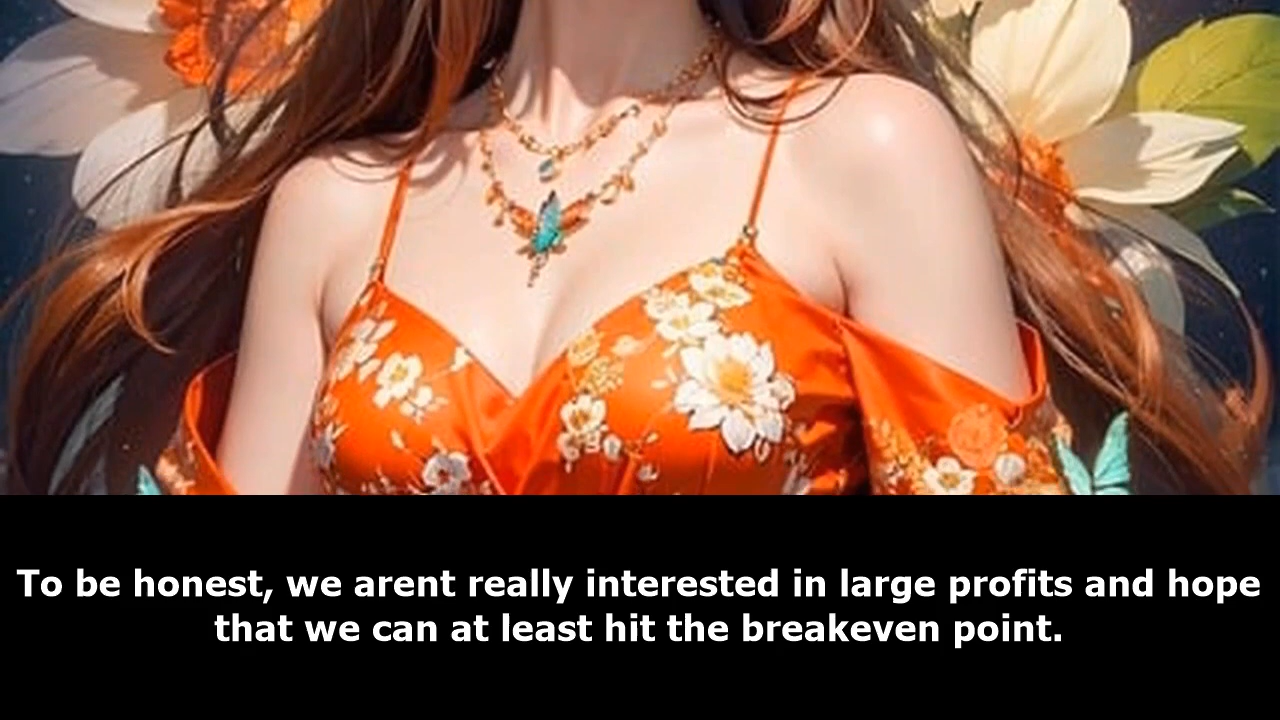 To be honest, we arent really interested in large profits and hope
that we can at least hit the breakeven point.